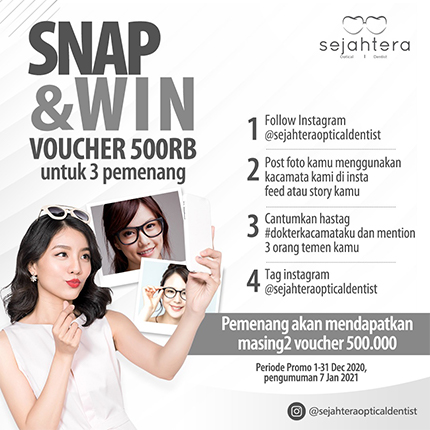 SNAP
&WIN
VOUCHER 500RB
untuk 3 pemenang
sejahtera
Optical | Dentist
1 Follow Instagram
@sejahteraopticaldentist
2 Post foto kamu menggunakan
kacamata kami di insta
feed atau story kamu
3 Cantumkan hastag
#dokterkacamataku dan mention
3 orang temen kamu
4 Tag instagram
@sejahteraopticaldentist
Pemenang akan mendapatkan
masing2 voucher 500.000
Periode Promo 1-31 Dec 2020,
pengumuman 7 Jan 2021
@sejahteraopticaldentist